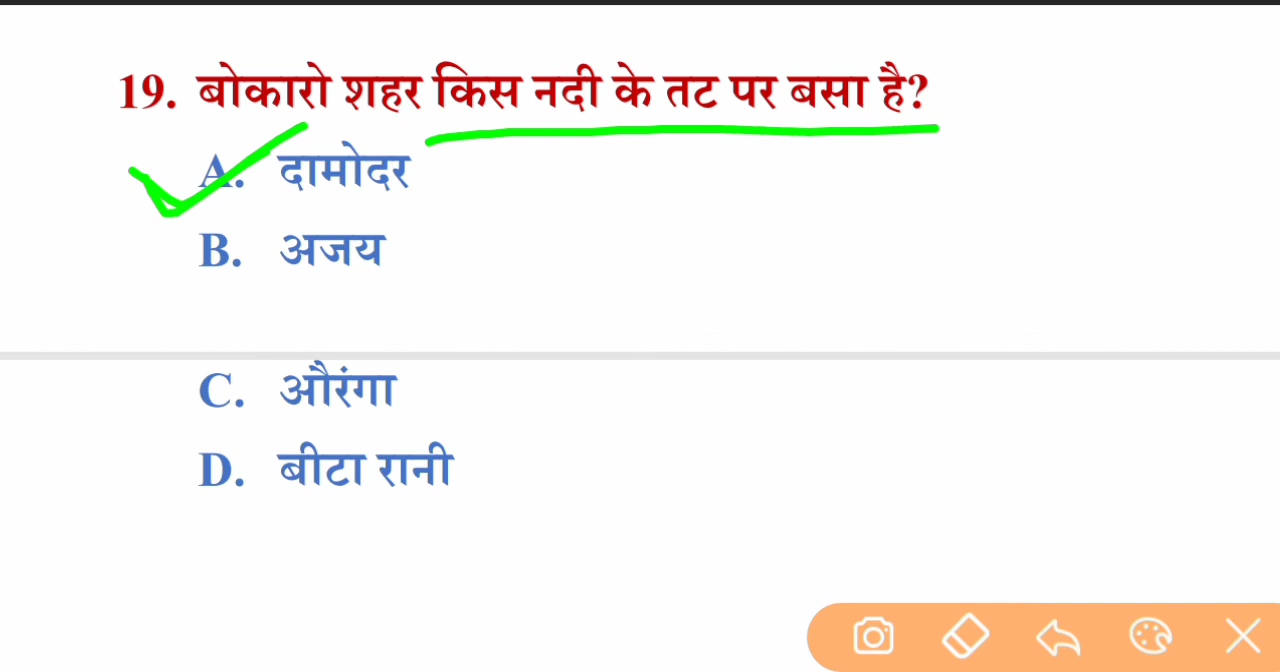 19. बोकारो शहर किस नदी के तट पर बसा है?
A. दामोदर
B. अजय
C. औरंगा
D. बीटा रानी